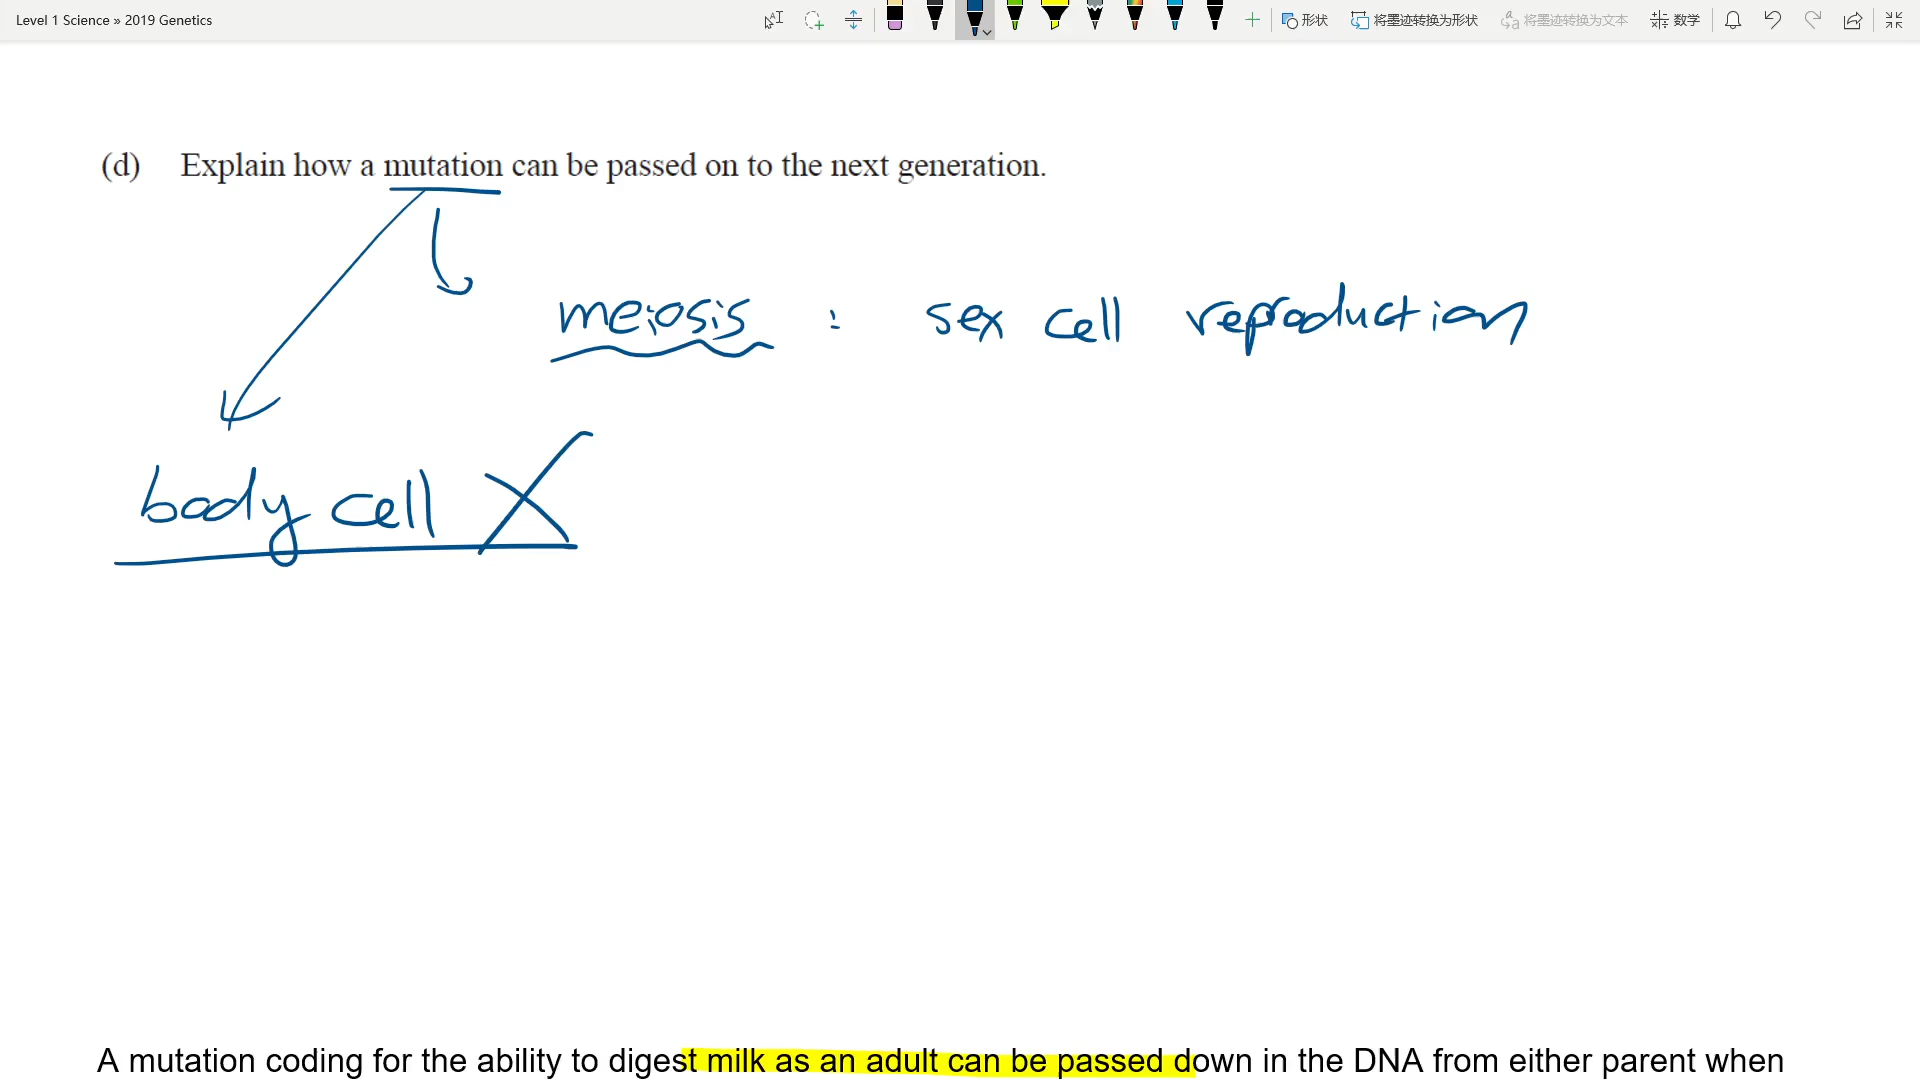 Level 1 Science » 2019 Genetics
形状
将墨迹转换为形状
将墨迹转换为文本
数学
(d) Explain how a mutation can be passed on to the next generation.
meiosis : sex cell reproduction
body cell X
A mutation coding for the ability to digest milk as an adult can be passed down in the DNA from either parent when